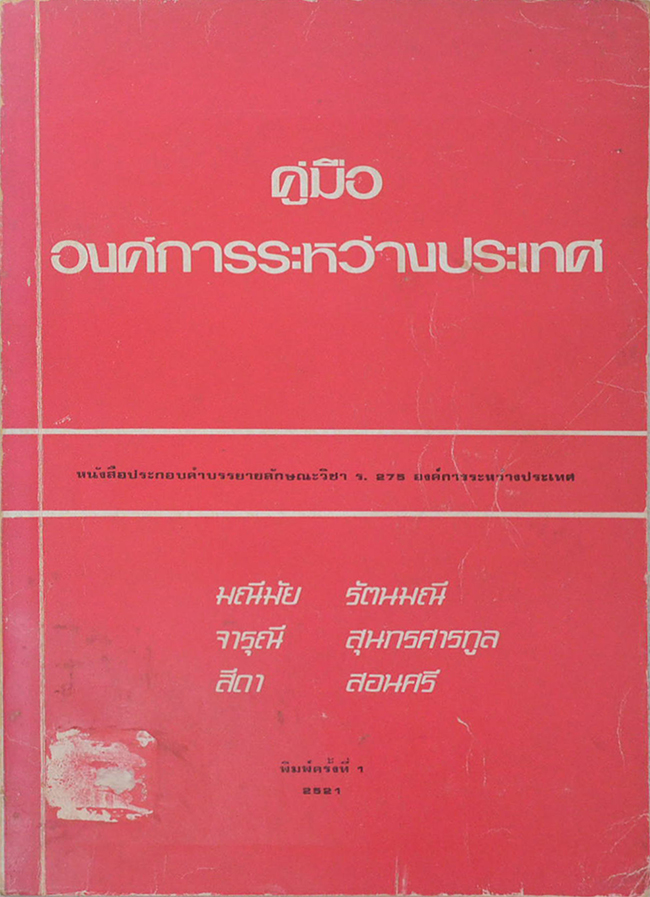 คู่มือ
องค์การระหว่างประเทศ
หนังสือประกอบคำบรรยายลักษณะวิชา ร. 275 องค์การระหว่างประเทศ
มณีมัย รัตนมณี
จารุณี สุนทรศารทูล
สีดา สอนศรี
พิมพ์ครั้งที่ 1
2521